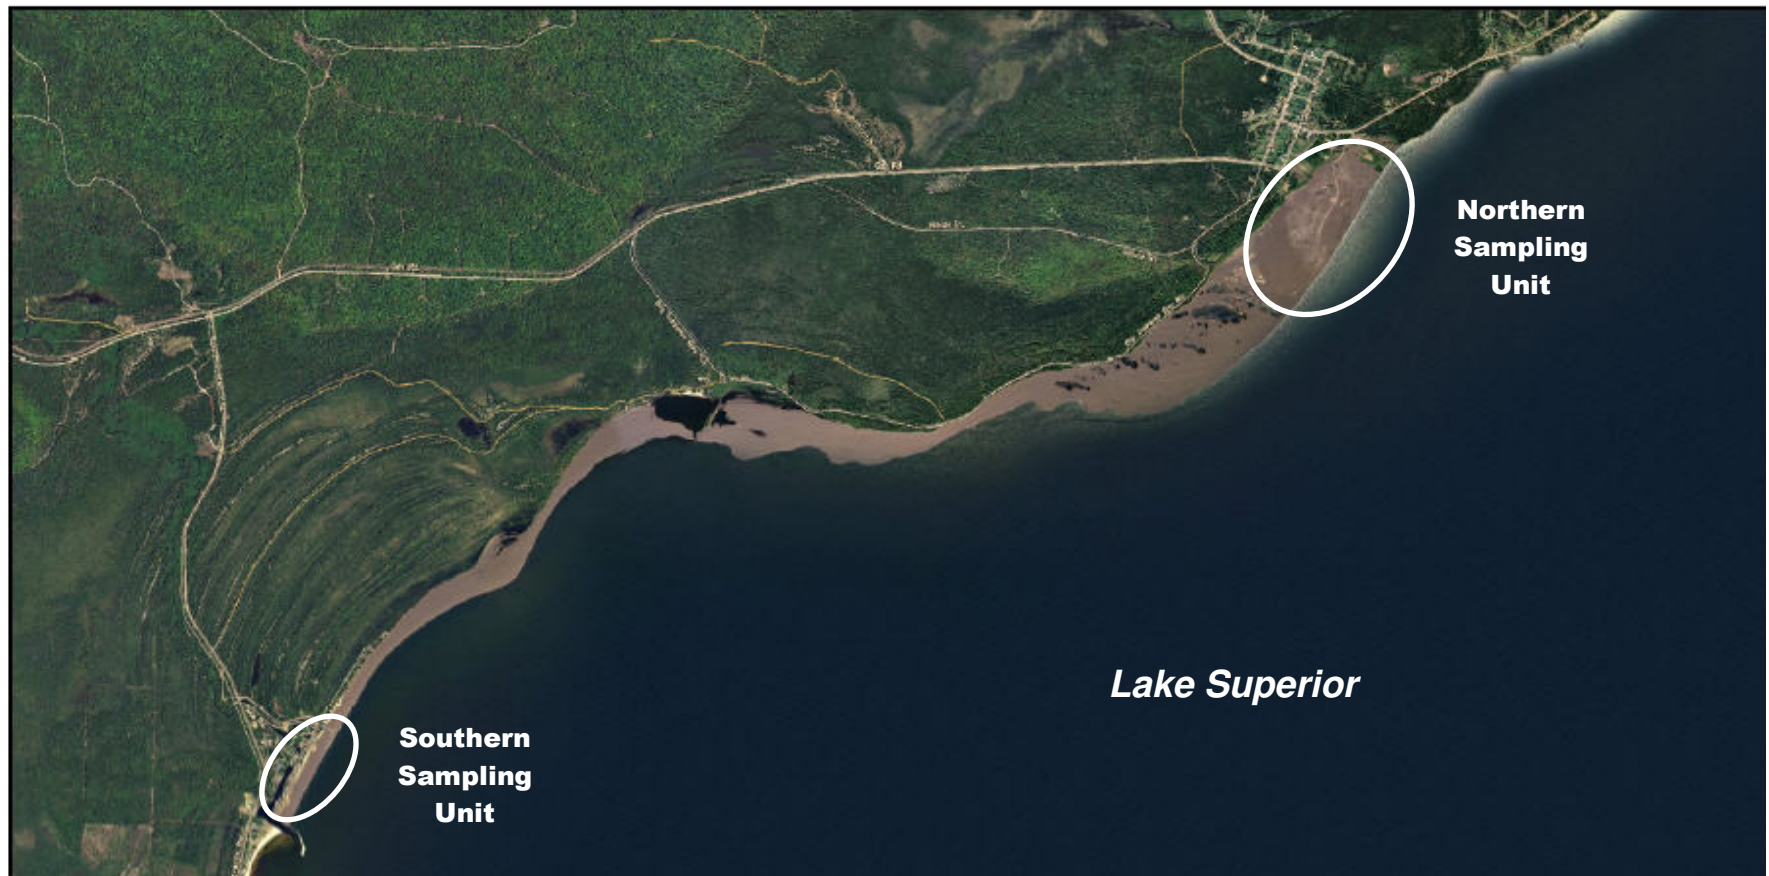 Northern
Sampling
Unit
Lake Superior
Southern
Sampling
Unit